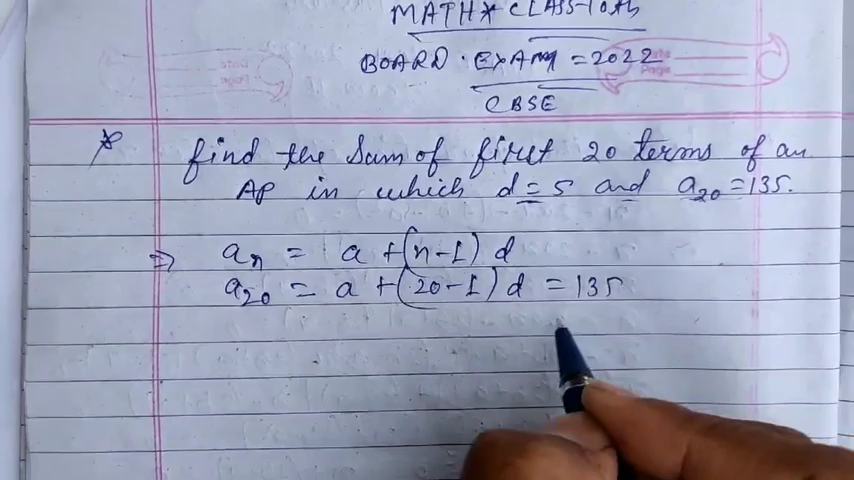 MATH* CLASS-10th
BOARD. EXAM = 2022
CBSE
* find the Sum of first 20 terms of an
AP in which d = 5 and a20 = 135.
⇒ an = a + (n-1) d
a20 = a + (20-1) d = 135